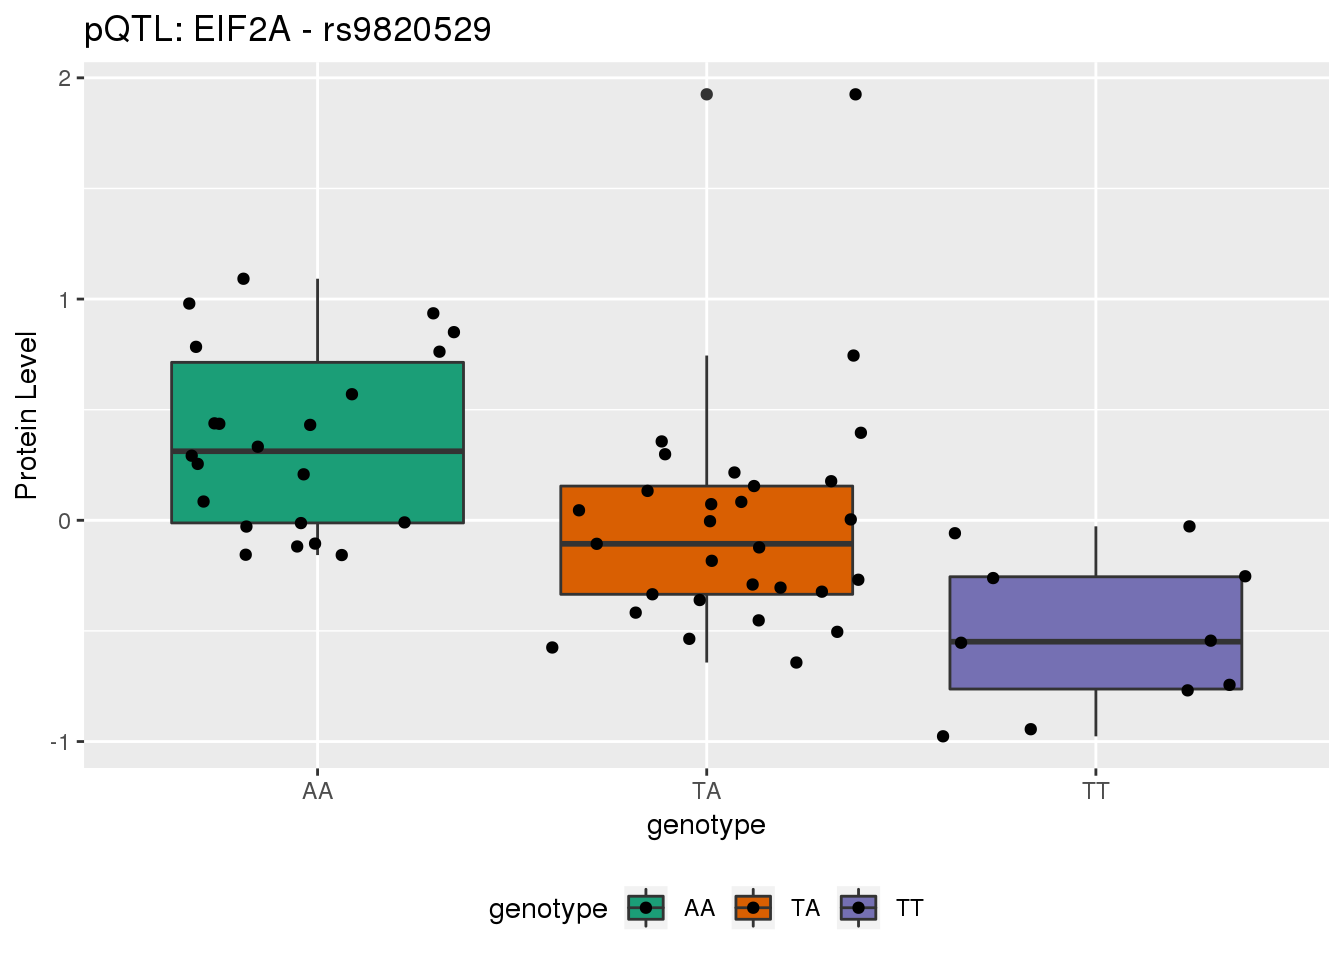 pQTL: EIF2A - rs9820529
Protein Level
2
1
0
-1
AA TA TT
genotype
genotype AA TA TT